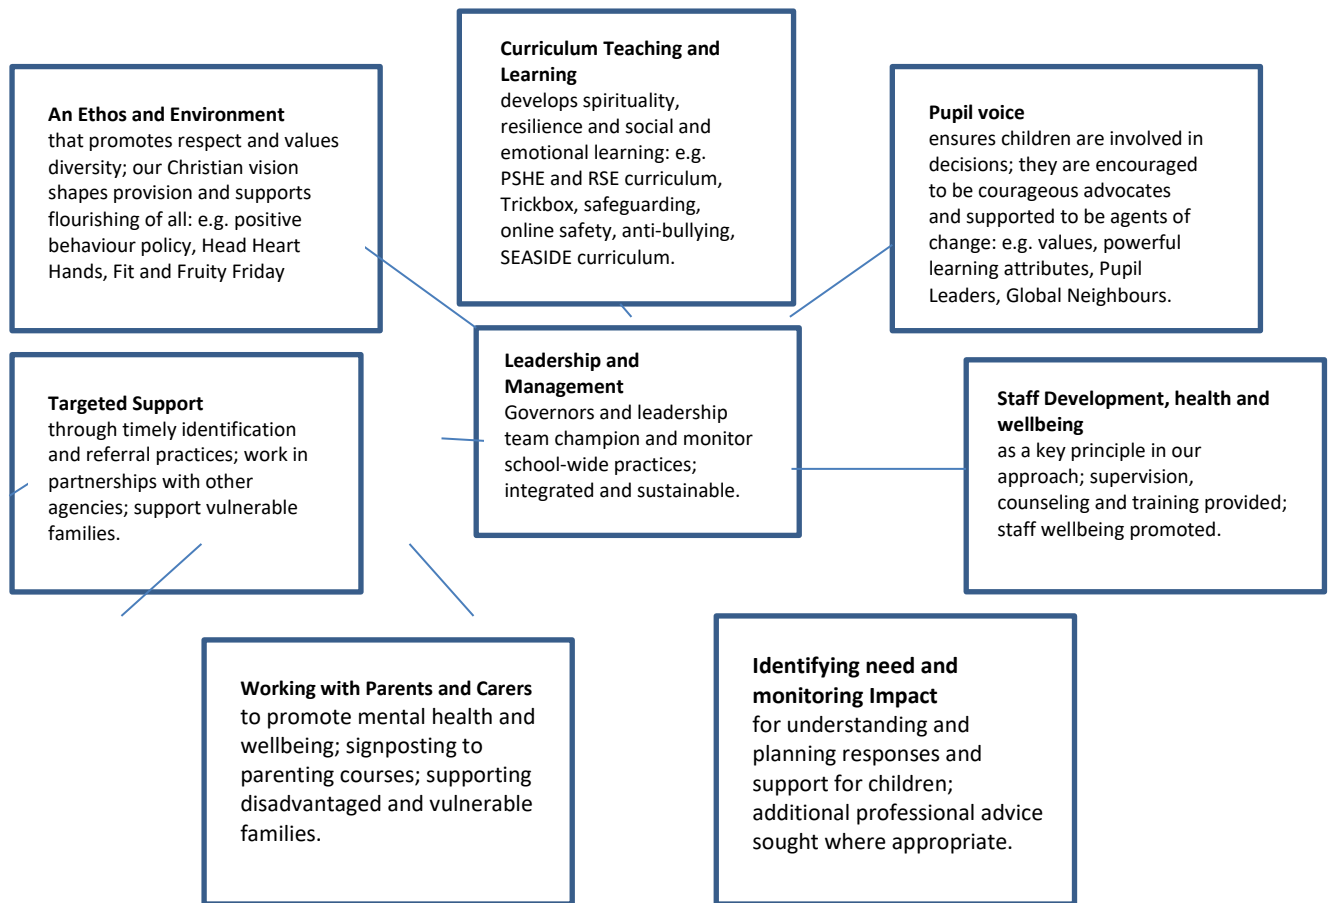 Curriculum Teaching and
Learning
develops spirituality,
resilience and social and
emotional learning: e.g.
PSHE and RSE curriculum,
Trickbox, safeguarding,
online safety, anti-bullying,
SEASIDE curriculum.
An Ethos and Environment
that promotes respect and values
diversity; our Christian vision
shapes provision and supports
flourishing of all: e.g. positive
behaviour policy, Head Heart
Hands, Fit and Fruity Friday
Pupil voice
ensures children are involved in
decisions; they are encouraged
to be courageous advocates
and supported to be agents of
change: e.g. values, powerful
learning attributes, Pupil
Leaders, Global Neighbours.
Leadership and
Management
Governors and leadership
team champion and monitor
school-wide practices;
integrated and sustainable.
Targeted Support
through timely identification
and referral practices; work in
partnerships with other
agencies; support vulnerable
families.
Staff Development, health and
wellbeing
as a key principle in our
approach; supervision,
counseling and training provided;
staff wellbeing promoted.
Working with Parents and Carers
to promote mental health and
wellbeing; signposting to
parenting courses; supporting
disadvantaged and vulnerable
families.
Identifying need and
monitoring Impact
for understanding and
planning responses and
support for children;
additional professional advice
sought where appropriate.